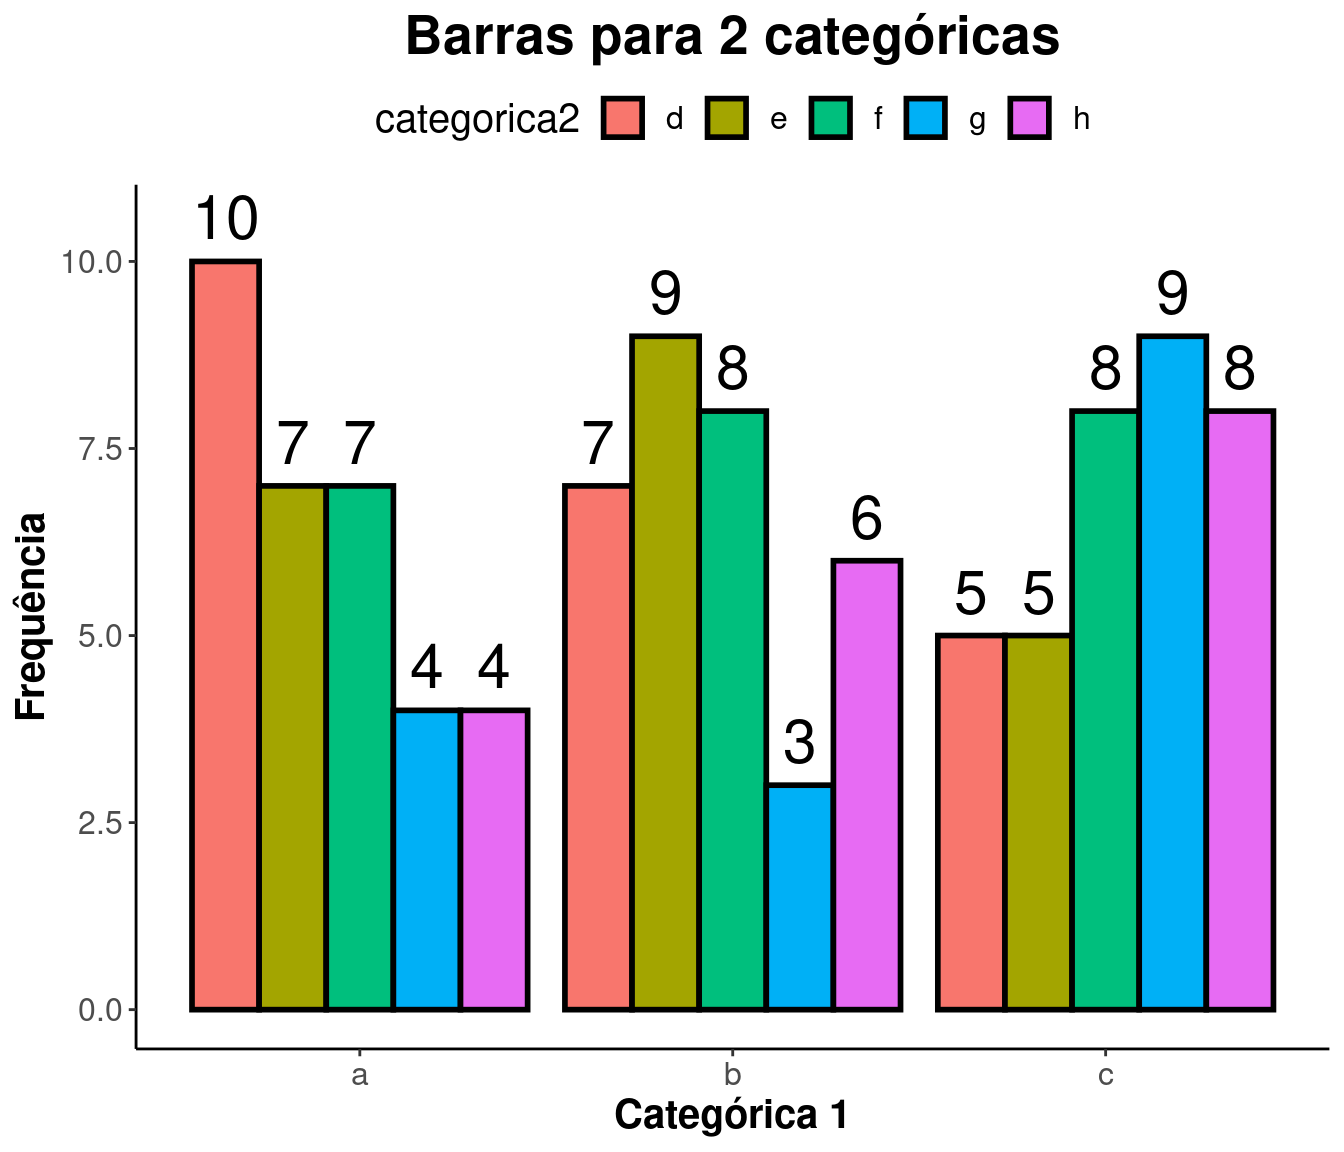 Barras para 2 categóricas
categorica2 d e f g h
10
7 7 4 4
7 9 8 3 6
5 5 8 9 8
10.0
7.5
5.0
2.5
0.0
Frequência
a b c
Categórica 1